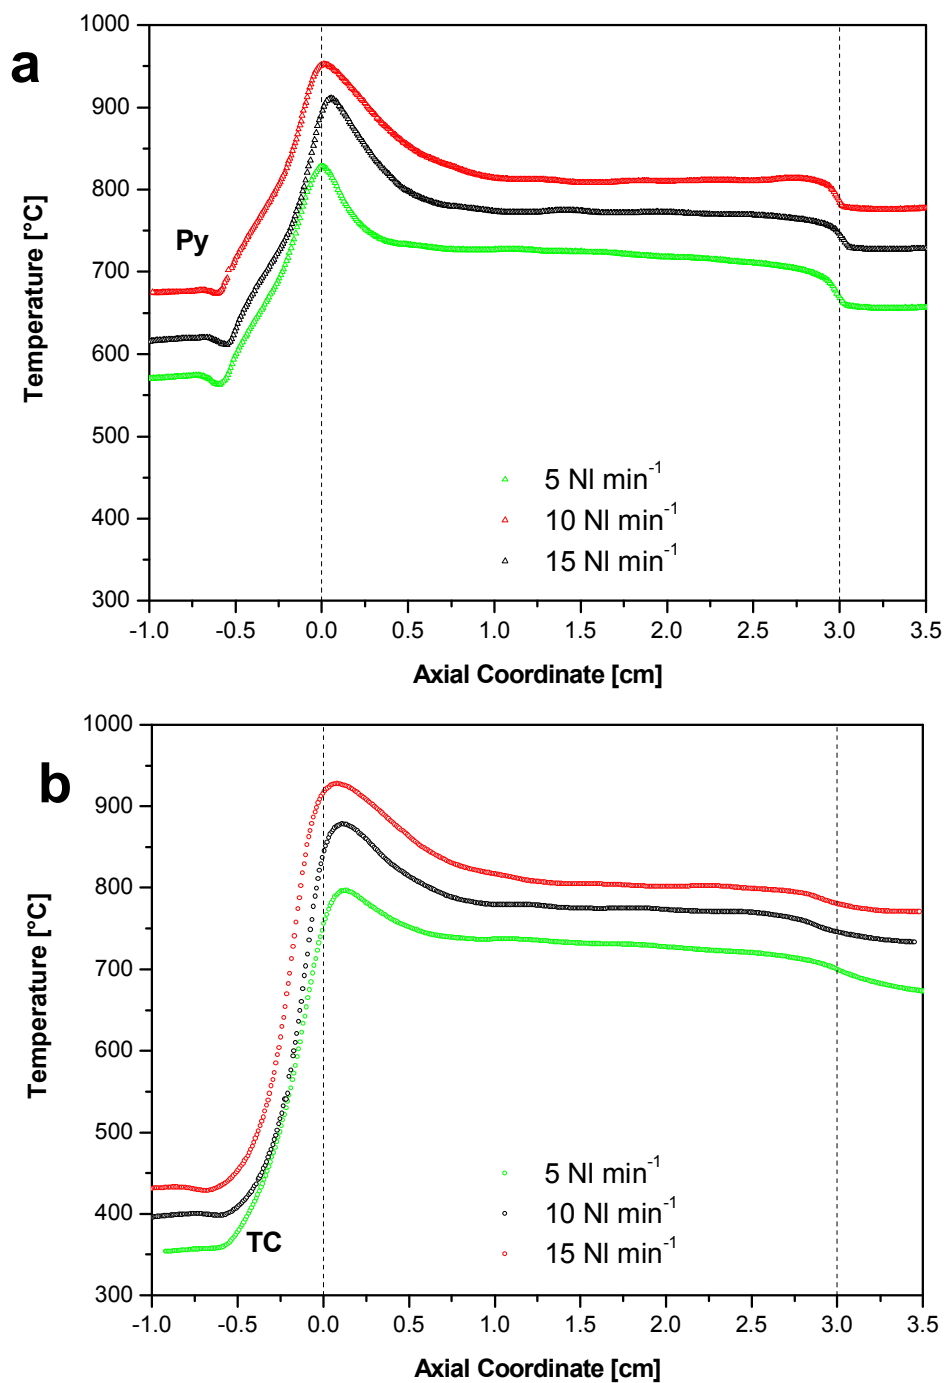 a
1000
900
800
700
600
500
400
300
Temperature [°C]
Py
5 Nl min⁻¹
10 Nl min⁻¹
15 Nl min⁻¹
-1.0 -0.5 0.0 0.5 1.0 1.5 2.0 2.5 3.0 3.5
Axial Coordinate [cm]
b
1000
900
800
700
600
500
400
300
Temperature [°C]
TC
5 Nl min⁻¹
10 Nl min⁻¹
15 Nl min⁻¹
-1.0 -0.5 0.0 0.5 1.0 1.5 2.0 2.5 3.0 3.5
Axial Coordinate [cm]